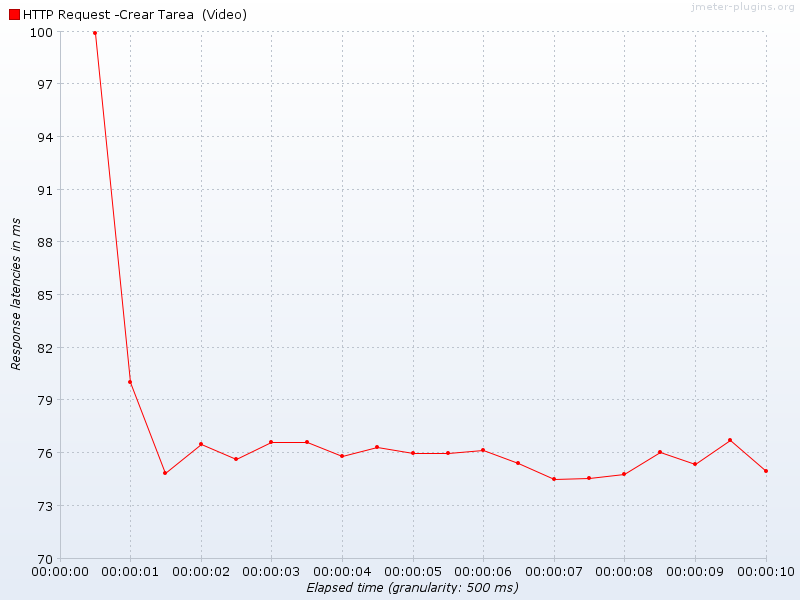 HTTP Request -Crear Tarea (Video)
jmeter-plugins.org
100
97
94
91
88
85
82
79
76
73
70
Response latencies in ms
00:00:00 00:00:01 00:00:02 00:00:03 00:00:04 00:00:05 00:00:06 00:00:07 00:00:08 00:00:09 00:00:10
Elapsed time (granularity: 500 ms)